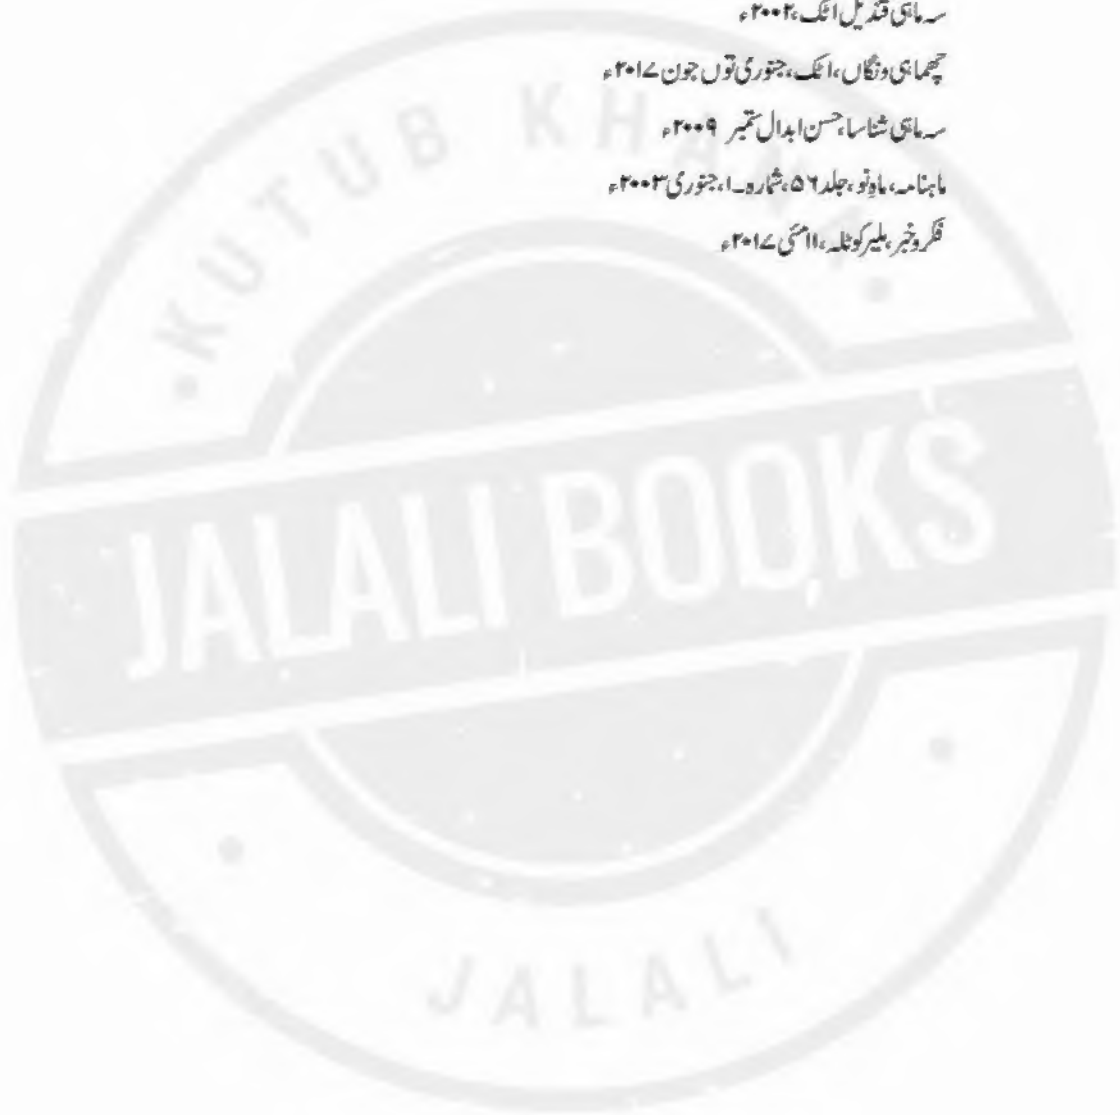 سہ ماہی قندیل اٹک، ۲۰۰۲ء
چھماہی ونگاں، اٹک، جنوری توں جون ۲۰۱۷ء
سہ ماہی شناسا، حسن ابدال ستمبر ۲۰۰۹ء
ماہنامہ، ماہِ نو، جلد ۵۶، شمارہ۔۱، جنوری ۲۰۰۳ء
فکر و خبر، ملیر کوٹلہ، ۱۱ مئی ۲۰۱۷ء
KUTUB KHANA
JALALI BOOKS
JALALI